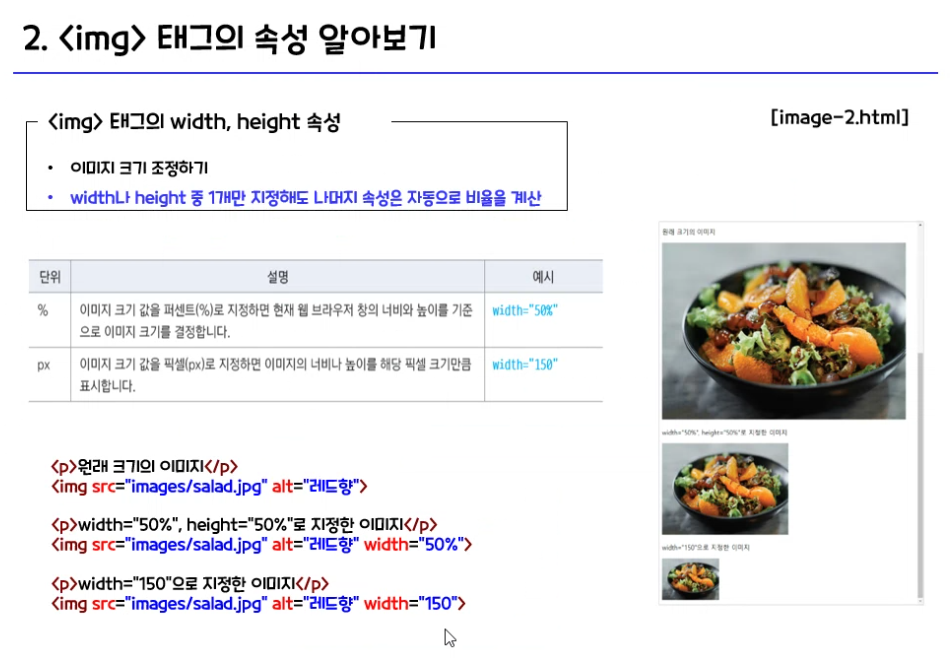 2. <img> 태그의 속성 알아보기
<img> 태그의 width, height 속성
[image-2.html]
• 이미지 크기 조정하기
• width나 height 중 1개만 지정해도 나머지 속성은 자동으로 비율을 계산
단위 설명 예시
% 이미지 크기 값을 퍼센트(%)로 지정하면 현재 웹 브라우저 창의 너비와 높이를 기준
으로 이미지 크기를 결정합니다.
width="50%"
px 이미지 크기 값을 픽셀(px)로 지정하면 이미지의 너비나 높이를 해당 픽셀 크기만큼
표시합니다.
width="150"
<p>원래 크기의 이미지</p>
<img src="images/salad.jpg" alt="레드향">
<p>width="50%", height="50%"로 지정한 이미지</p>
<img src="images/salad.jpg" alt="레드향" width="50%">
<p>width="150"으로 지정한 이미지</p>
<img src="images/salad.jpg" alt="레드향" width="150">
원래 크기의 이미지
width="50%", height="50%"로 지정한 이미지
width="150"으로 지정한 이미지